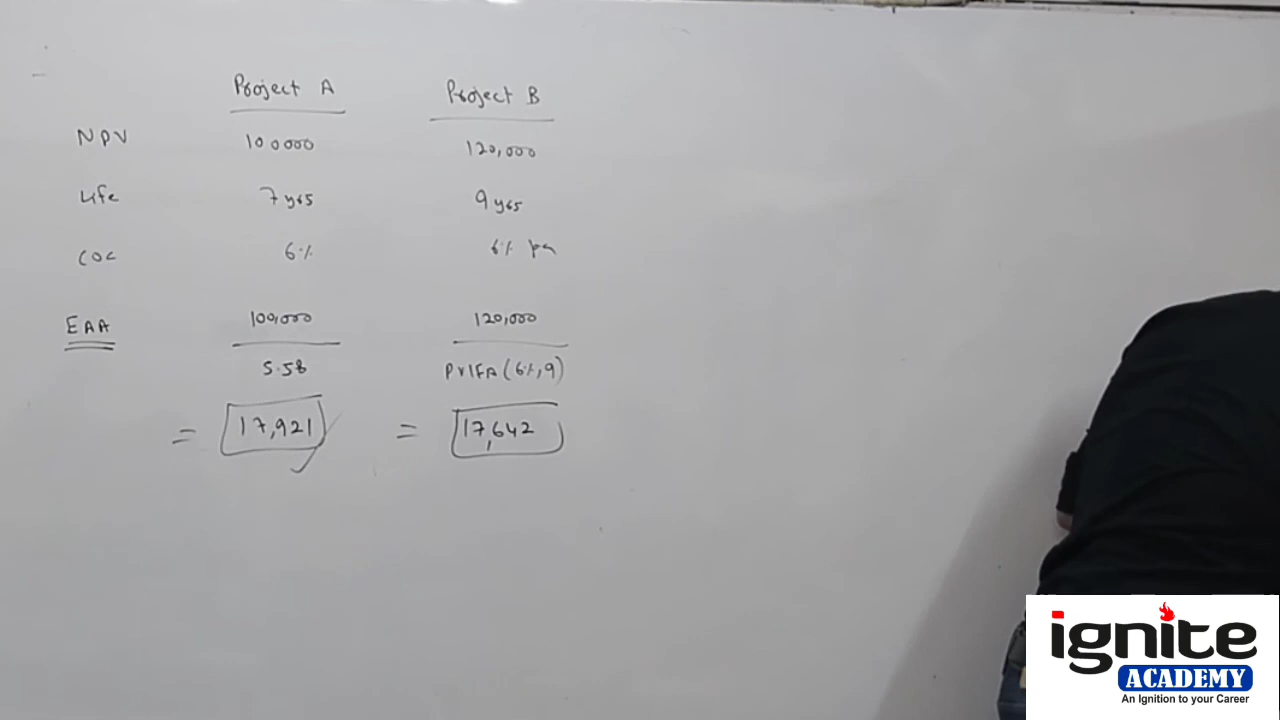 Project A Project B
NPV 100000 120,000
Life 7 yrs 9 yrs
COC 6% 6% pa
EAA 100,000 120,000
5.58 PVIFA (6%,9)
= 17,921 = 17,642
ignite
ACADEMY
An Ignition to your Career